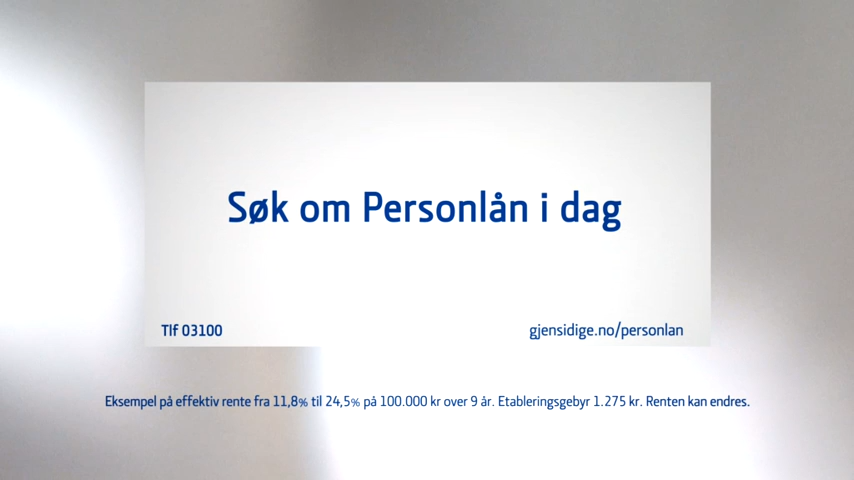 Søk om Personlån i dag
Tlf 03100
gjensidige.no/personlan
Eksempel på effektiv rente fra 11,8% til 24,5% på 100.000 kr over 9 år. Etableringsgebyr 1.275 kr. Renten kan endres.